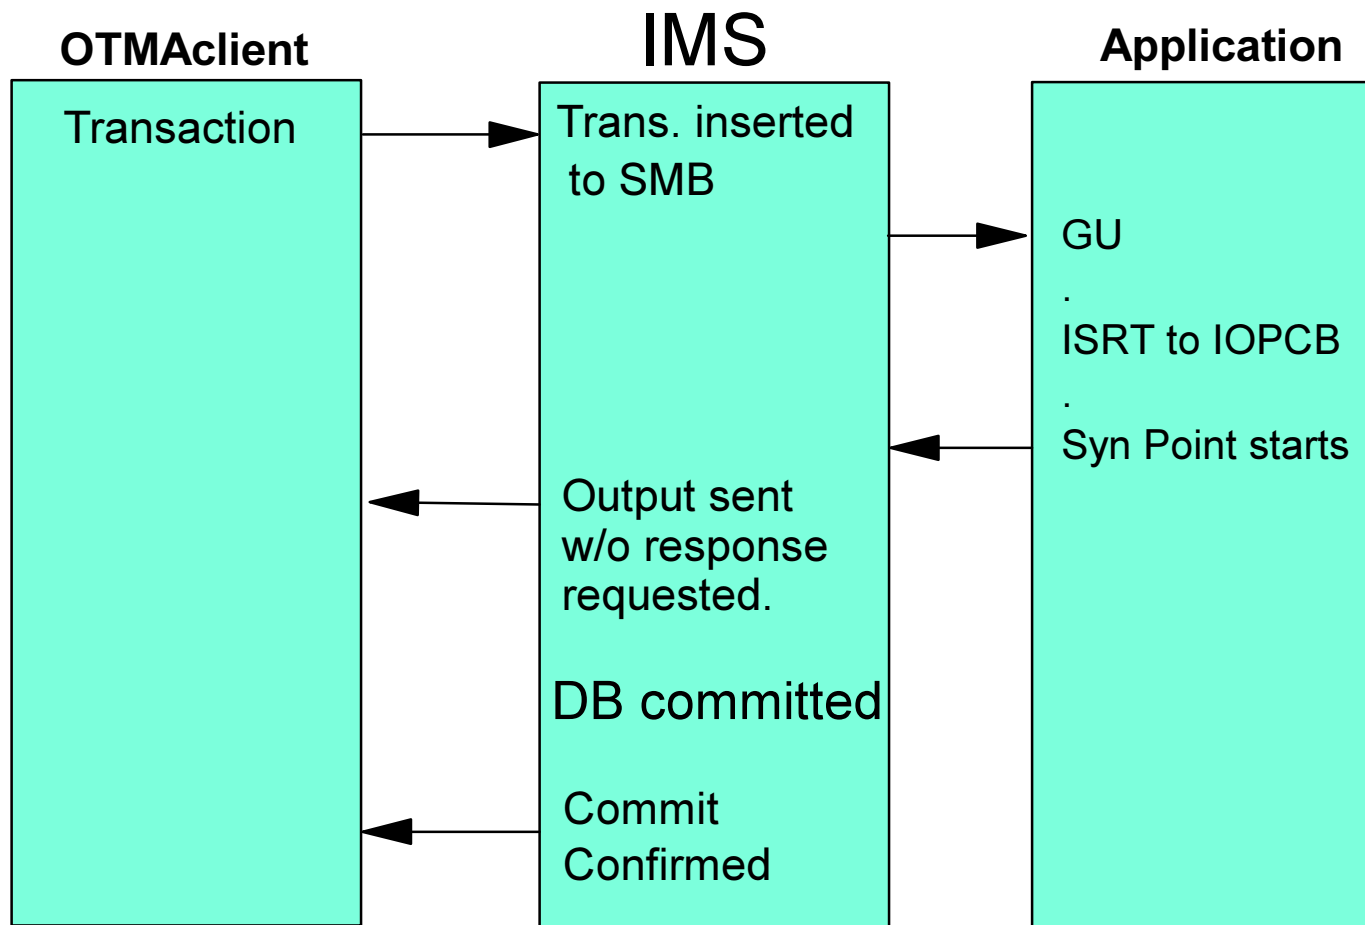 OTMAclient
IMS
Application
Transaction
Trans. inserted
to SMB
GU
.
ISRT to IOPCB
.
Syn Point starts
Output sent
w/o response
requested.
DB committed
Commit
Confirmed